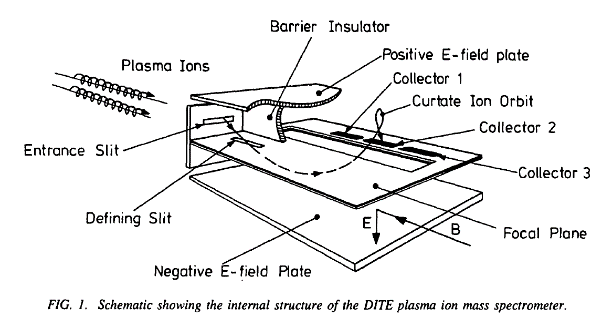 Barrier Insulator
Plasma Ions
Positive E-field plate
Collector 1
Curtate Ion Orbit
Collector 2
Entrance Slit
Collector 3
Defining Slit
E
B
Focal Plane
Negative E-field Plate
FIG. 1. Schematic showing the internal structure of the DITE plasma ion mass spectrometer.